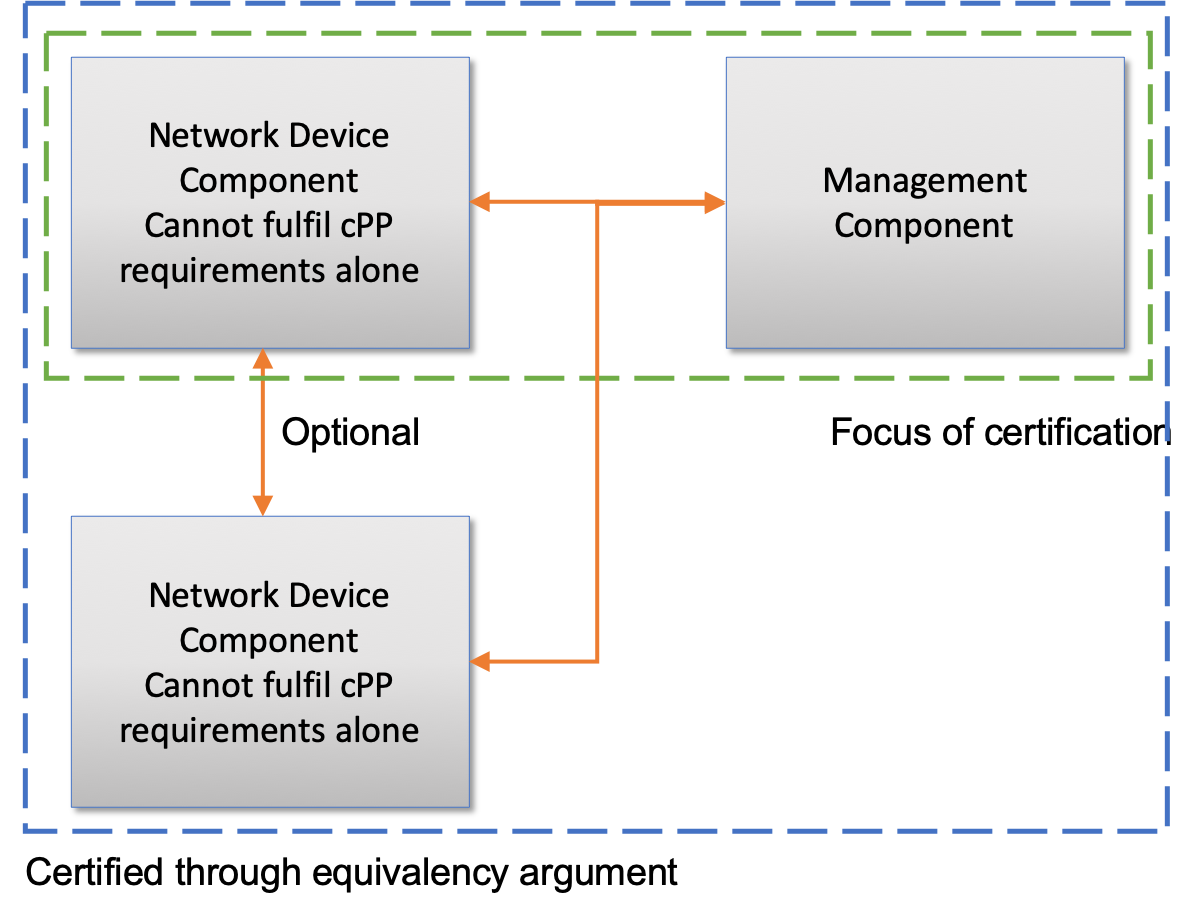 Network Device
Component
Cannot fulfil cPP
requirements alone
Management
Component
Optional
Focus of certification
Network Device
Component
Cannot fulfil cPP
requirements alone
Certified through equivalency argument